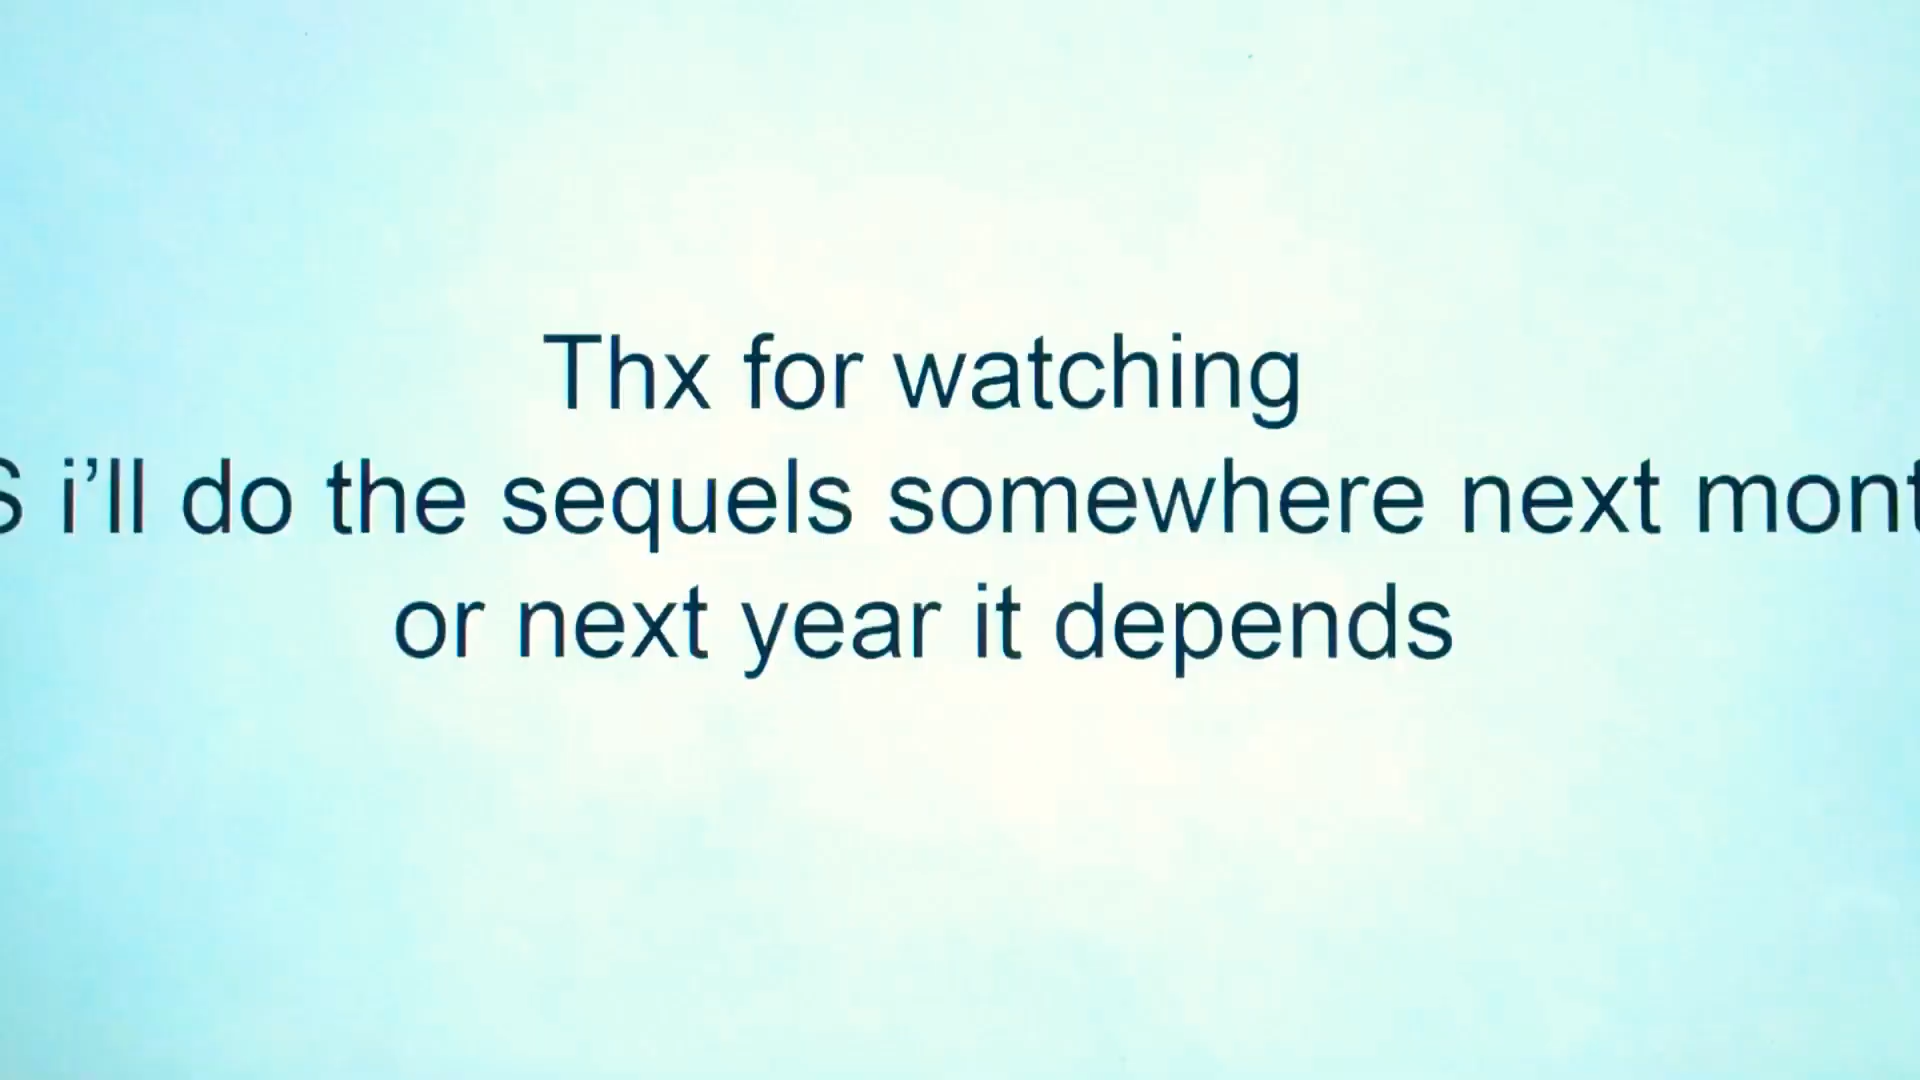 Thx for watching
S i’ll do the sequels somewhere next mont
or next year it depends